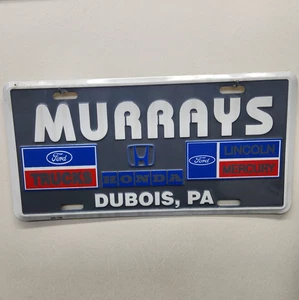 MURRAYS
Ford
TRUCKS
H
HONDA
Ford
LINCOLN
MERCURY
DUBOIS, PA